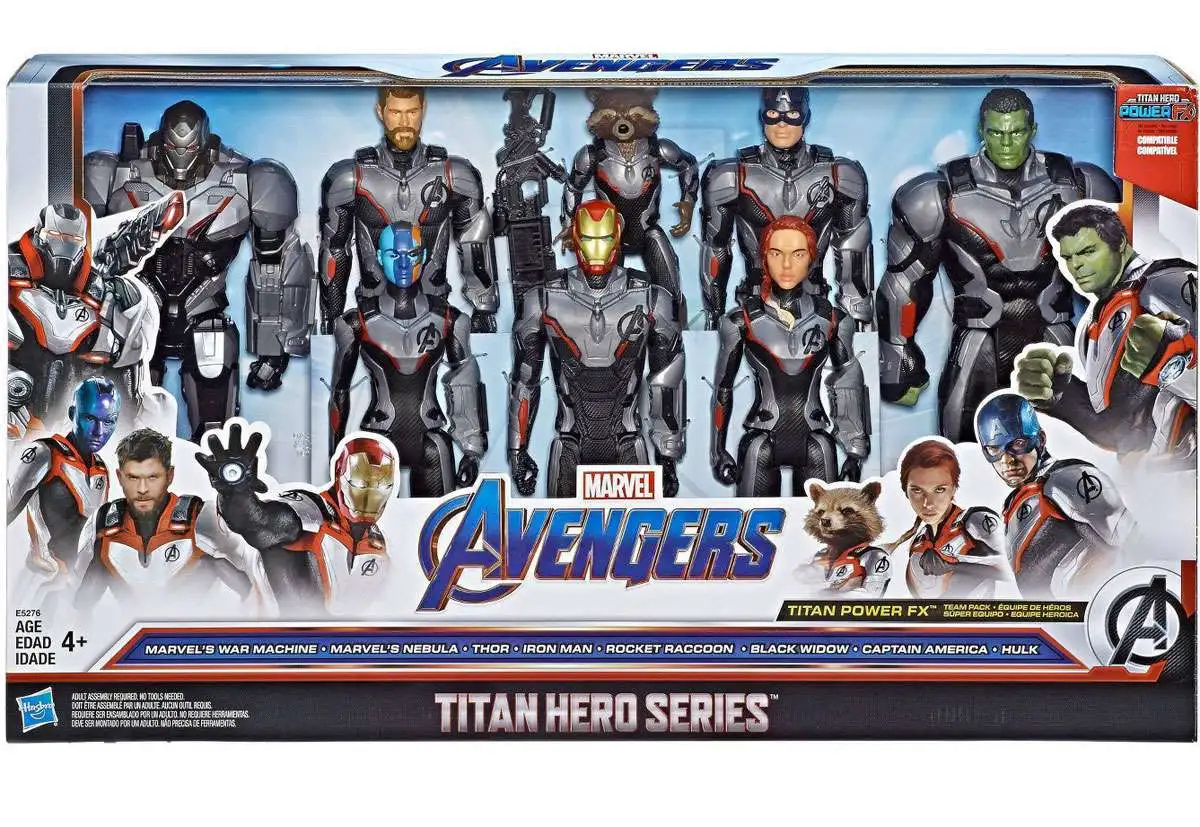 MARVEL
AVENGERS
TITAN HERO
POWER FX
COMPATIBLE
COMPATÍVEL
MARVEL
AVENGERS
TITAN POWER FX™ TEAM PACK • ÉQUIPE DE HÉROS
SÚPER EQUIPO • EQUIPE HEROICA
E5276
AGE
EDAD 4+
IDADE
MARVEL'S WAR MACHINE • MARVEL'S NEBULA • THOR • IRON MAN • ROCKET RACCOON • BLACK WIDOW • CAPTAIN AMERICA • HULK
Hasbro
ADULT ASSEMBLY REQUIRED. NO TOOLS NEEDED.
DOIT ÊTRE ASSEMBLÉ PAR UN ADULTE. AUCUN OUTIL REQUIS.
REQUIERE SER ENSAMBLADO POR UN ADULTO. NO REQUIERE HERRAMIENTAS.
DEVE SER MONTADO POR UM ADULTO. NÃO PRECISA DE FERRAMENTAS.
TITAN HERO SERIES™